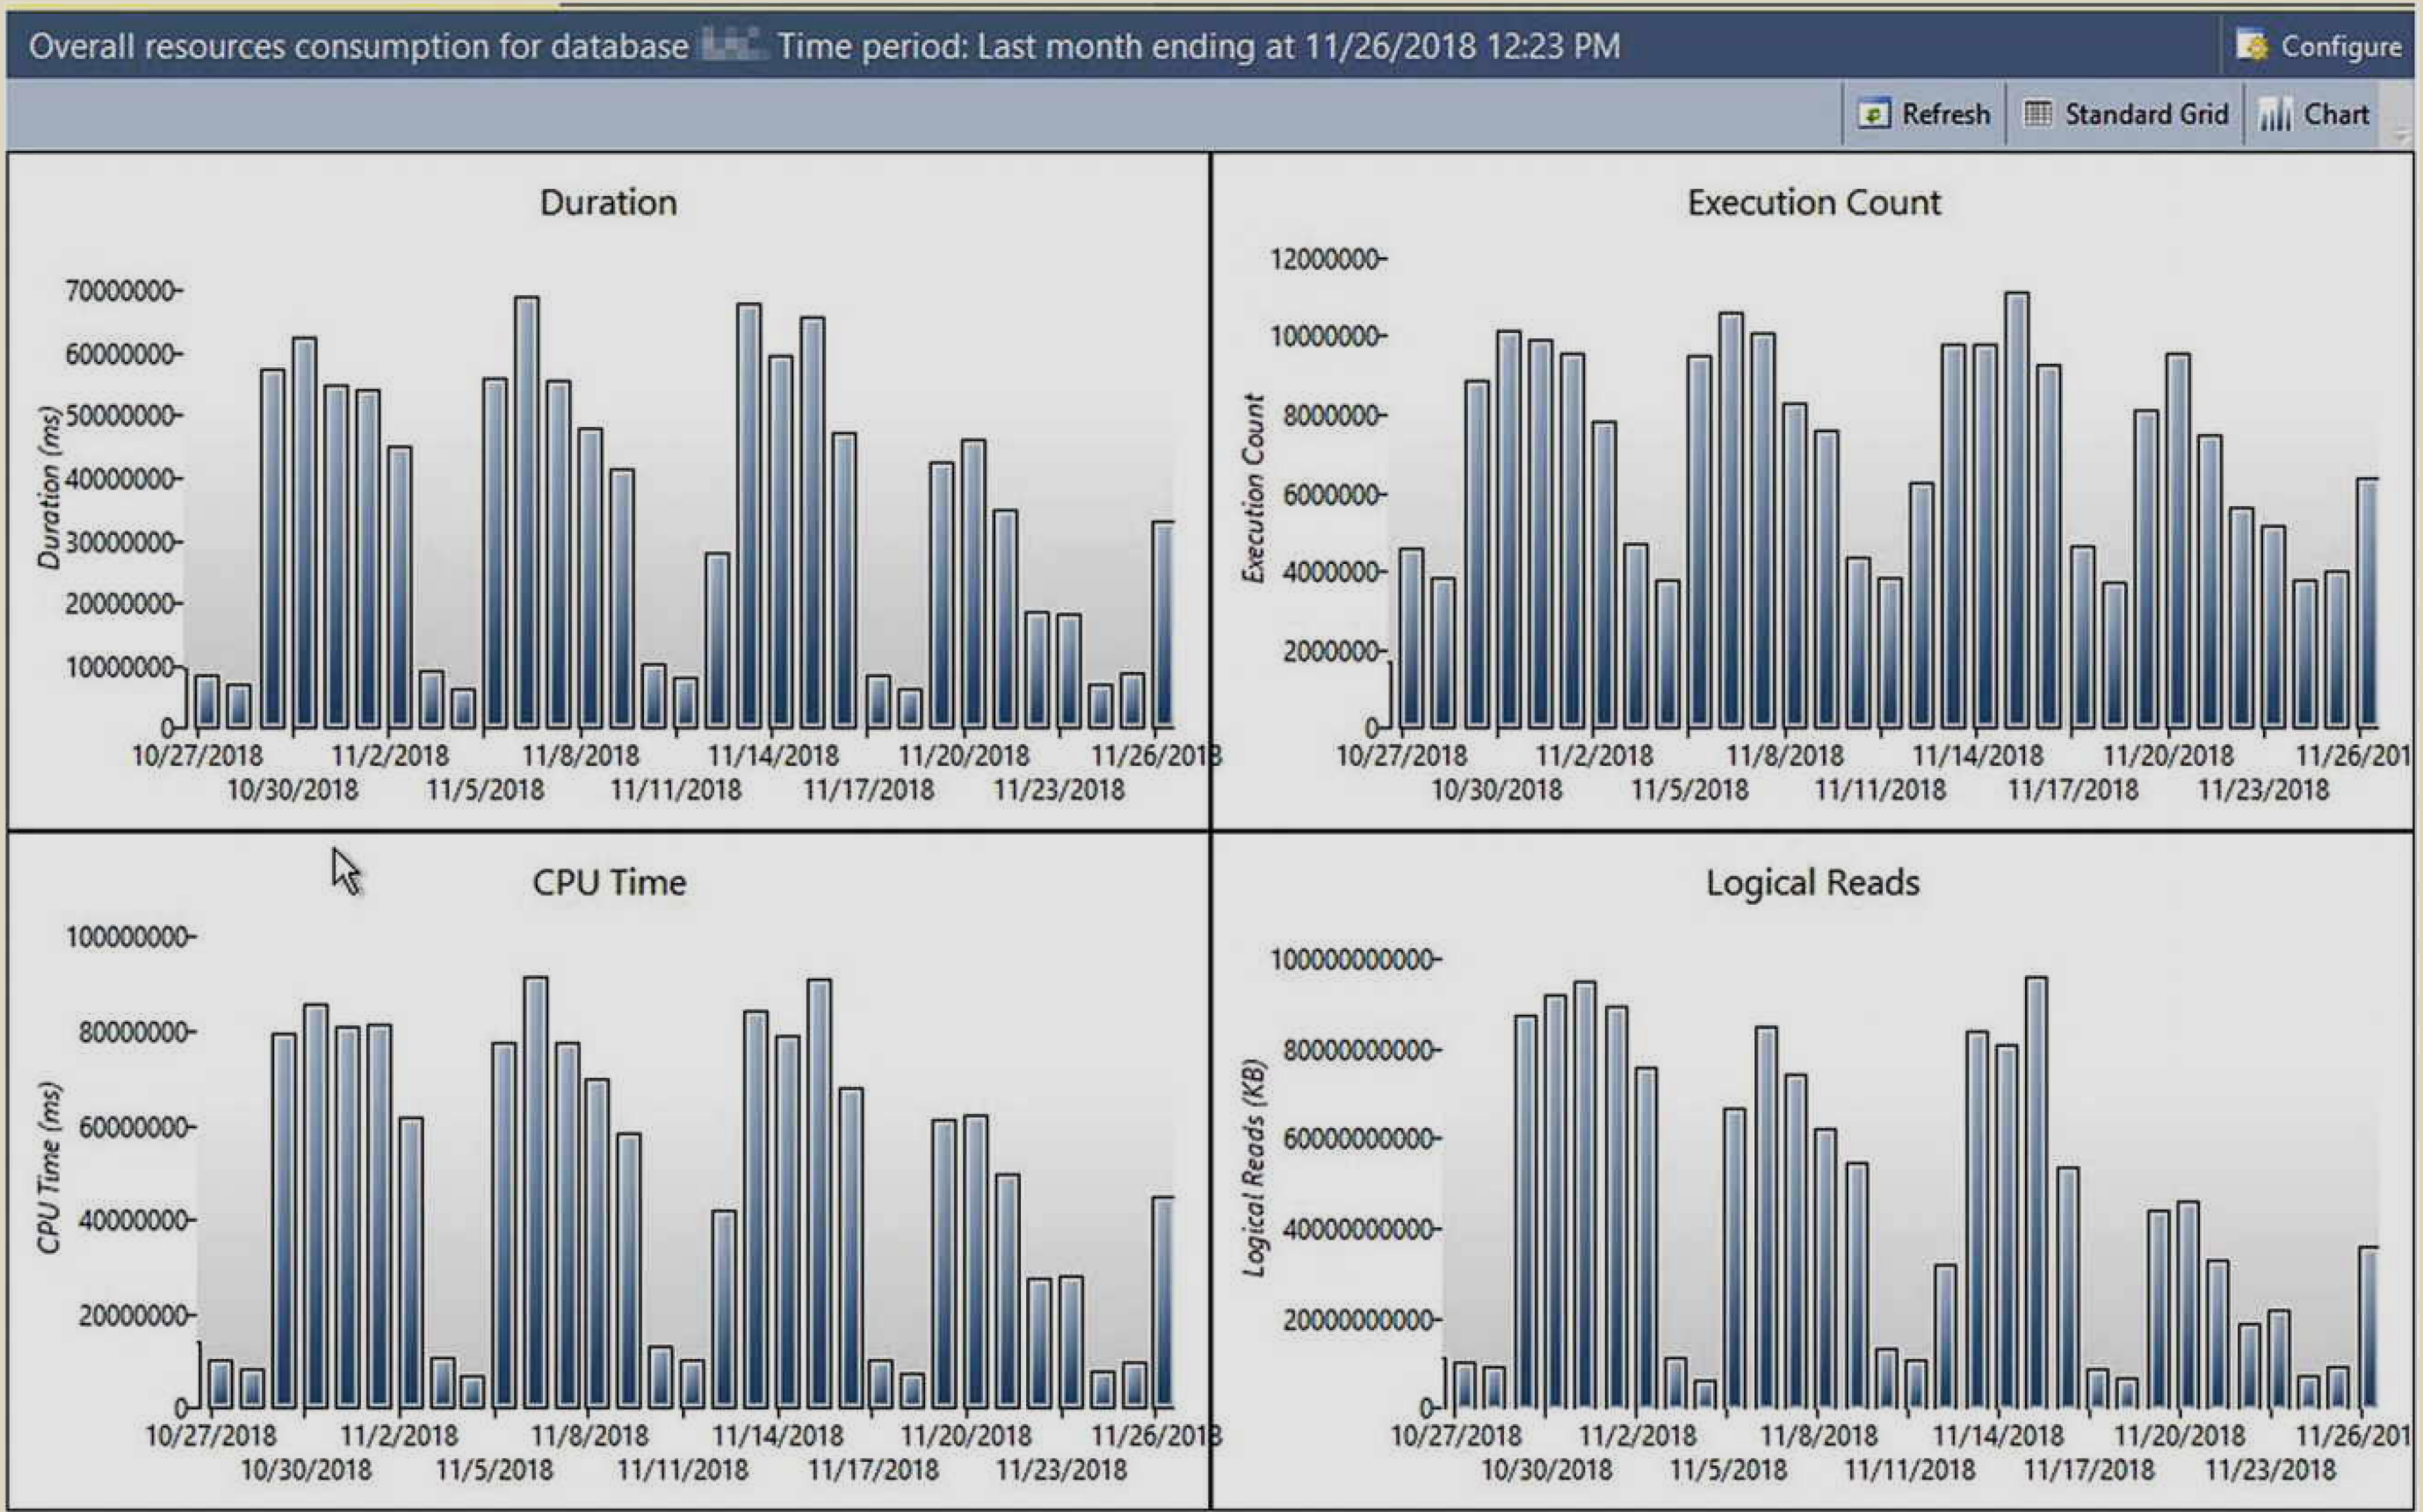 Overall resources consumption for database Time period: Last month ending at 11/26/2018 12:23 PM
Configure
Refresh
Standard Grid
Chart
Duration
70000000
60000000
50000000
40000000
30000000
20000000
10000000
0
Duration (ms)
10/27/2018 11/2/2018 11/8/2018 11/14/2018 11/20/2018 11/26/2018
10/30/2018 11/5/2018 11/11/2018 11/17/2018 11/23/2018
Execution Count
12000000
10000000
8000000
6000000
4000000
2000000
0
Execution Count
10/27/2018 11/2/2018 11/8/2018 11/14/2018 11/20/2018 11/26/201
10/30/2018 11/5/2018 11/11/2018 11/17/2018 11/23/2018
CPU Time
100000000
80000000
60000000
40000000
20000000
0
CPU Time (ms)
10/27/2018 11/2/2018 11/8/2018 11/14/2018 11/20/2018 11/26/2018
10/30/2018 11/5/2018 11/11/2018 11/17/2018 11/23/2018
Logical Reads
100000000000
80000000000
60000000000
40000000000
20000000000
0
Logical Reads (KB)
10/27/2018 11/2/2018 11/8/2018 11/14/2018 11/20/2018 11/26/201
10/30/2018 11/5/2018 11/11/2018 11/17/2018 11/23/2018